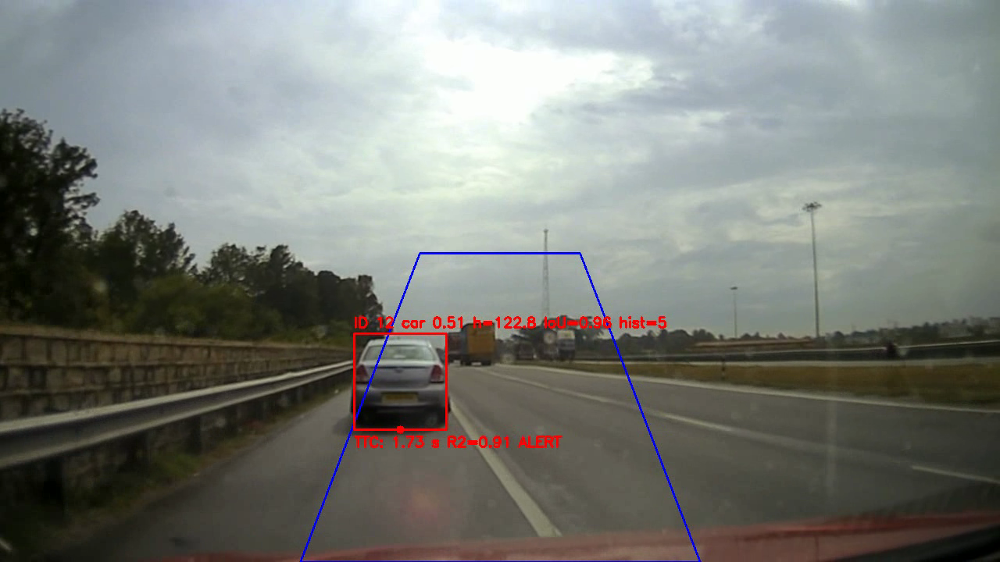 ID 12 car 0.51 h=122.8 IoU=0.96 hist=5
TTC: 1.73 s R2=0.91 ALERT